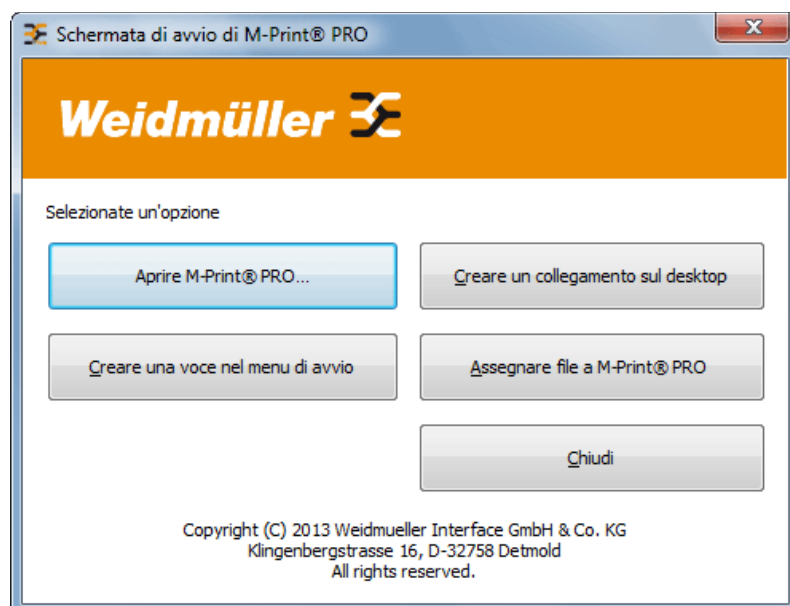 Schermata di avvio di M-Print® PRO
Weidmüller
Selezionate un'opzione
Aprire M-Print® PRO...
Creare un collegamento sul desktop
Creare una voce nel menu di avvio
Assegnare file a M-Print® PRO
Chiudi
Copyright (C) 2013 Weidmueller Interface GmbH & Co. KG
Klingenbergstrasse 16, D-32758 Detmold
All rights reserved.